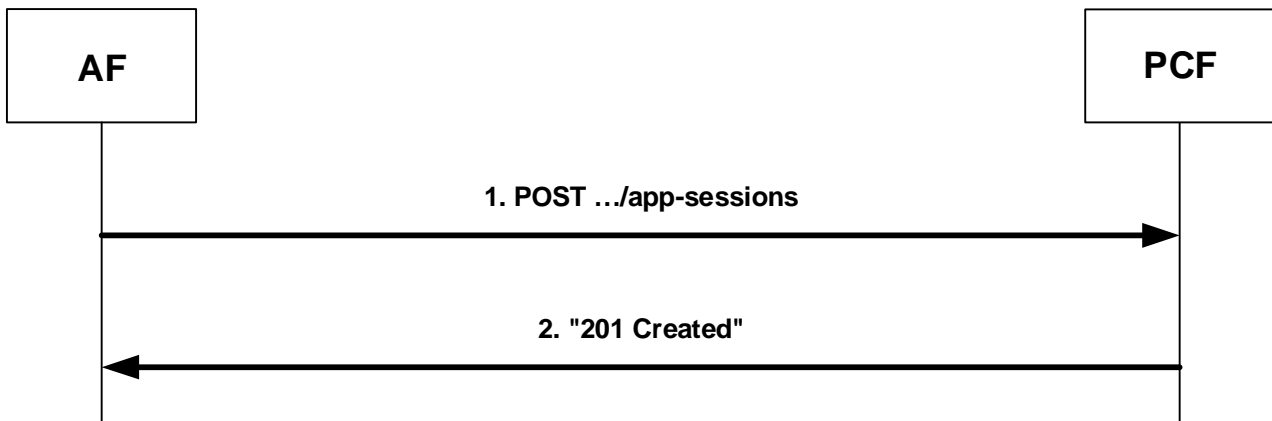 AF
PCF
1. POST …/app-sessions
2. "201 Created"